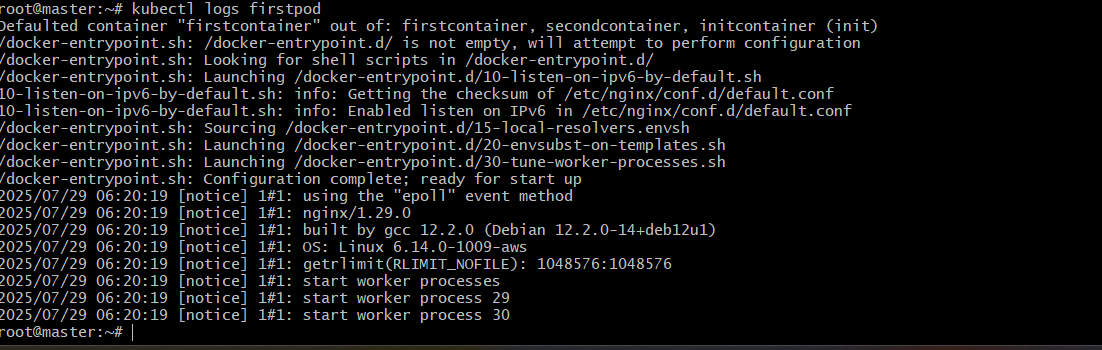 root@master:~# kubectl logs firstpod
Defaulted container "firstcontainer" out of: firstcontainer, secondcontainer, initcontainer (init)
/docker-entrypoint.sh: /docker-entrypoint.d/ is not empty, will attempt to perform configuration
/docker-entrypoint.sh: Looking for shell scripts in /docker-entrypoint.d/
/docker-entrypoint.sh: Launching /docker-entrypoint.d/10-listen-on-ipv6-by-default.sh
10-listen-on-ipv6-by-default.sh: info: Getting the checksum of /etc/nginx/conf.d/default.conf
10-listen-on-ipv6-by-default.sh: info: Enabled listen on IPv6 in /etc/nginx/conf.d/default.conf
/docker-entrypoint.sh: Sourcing /docker-entrypoint.d/15-local-resolvers.envsh
/docker-entrypoint.sh: Launching /docker-entrypoint.d/20-envsubst-on-templates.sh
/docker-entrypoint.sh: Launching /docker-entrypoint.d/30-tune-worker-processes.sh
/docker-entrypoint.sh: Configuration complete; ready for start up
2025/07/29 06:20:19 [notice] 1#1: using the "epoll" event method
2025/07/29 06:20:19 [notice] 1#1: nginx/1.29.0
2025/07/29 06:20:19 [notice] 1#1: built by gcc 12.2.0 (Debian 12.2.0-14+deb12u1)
2025/07/29 06:20:19 [notice] 1#1: OS: Linux 6.14.0-1009-aws
2025/07/29 06:20:19 [notice] 1#1: getrlimit(RLIMIT_NOFILE): 1048576:1048576
2025/07/29 06:20:19 [notice] 1#1: start worker processes
2025/07/29 06:20:19 [notice] 1#1: start worker process 29
2025/07/29 06:20:19 [notice] 1#1: start worker process 30
root@master:~#